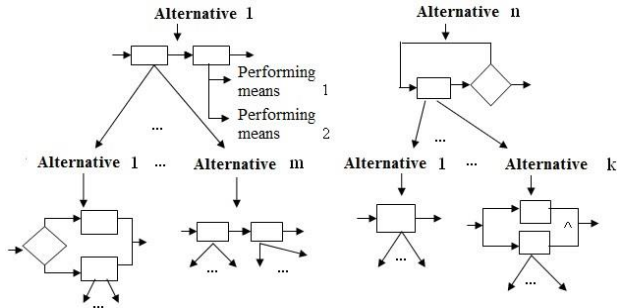 Alternative 1
Alternative n
Performing
means 1
Performing
means 2
...
...
Alternative 1 ... Alternative m
Alternative 1 ... Alternative k
^
...
...
...
...
...